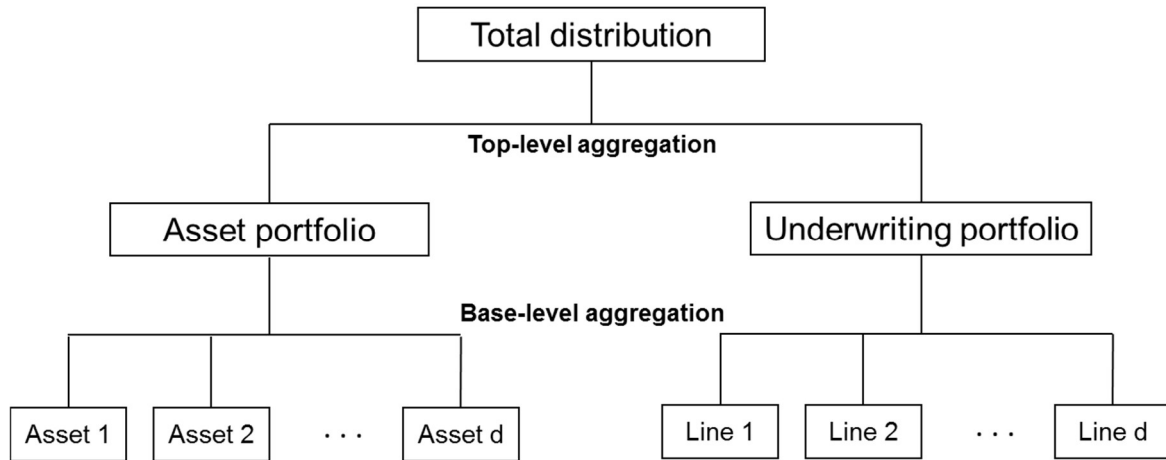 Total distribution
Top-level aggregation
Asset portfolio
Underwriting portfolio
Base-level aggregation
Asset 1
Asset 2
. . .
Asset d
Line 1
Line 2
. . .
Line d